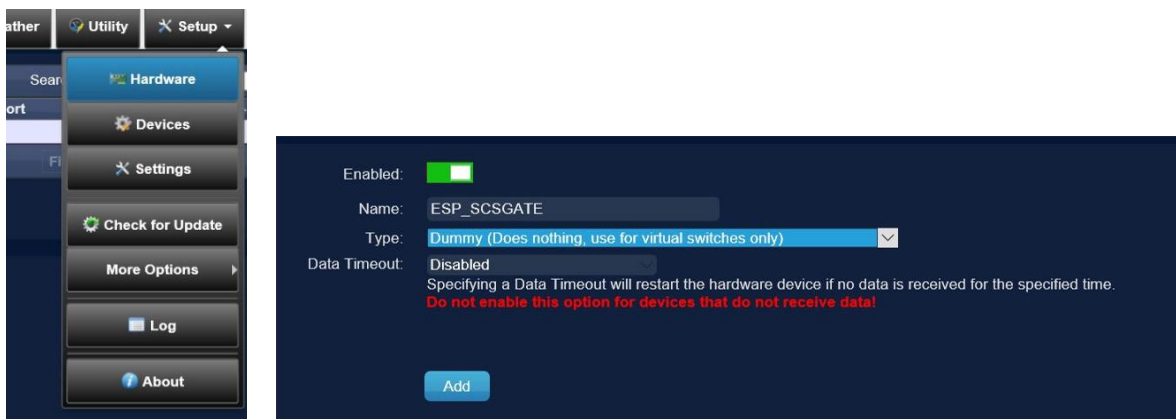 ather Utility Setup
Sear
Hardware
ort
Devices
Fi
Settings
Check for Update
More Options
Log
About
Enabled:
Name: ESP_SCSGATE
Type: Dummy (Does nothing, use for virtual switches only)
Data Timeout: Disabled
Specifying a Data Timeout will restart the hardware device if no data is received for the specified time.
Do not enable this option for devices that do not receive data!
Add